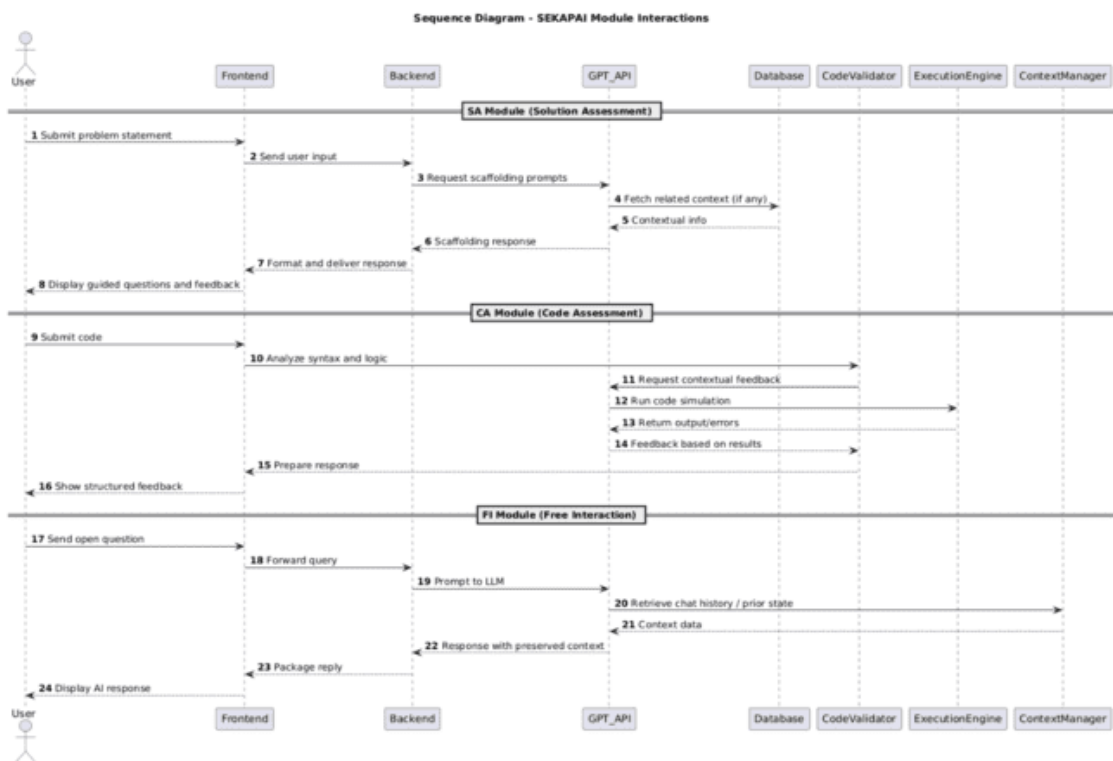 Sequence Diagram - SEKAPAI Module Interactions
User
Frontend
Backend
GPT_API
Database
CodeValidator
ExecutionEngine
ContextManager
SA Module (Solution Assessment)
1 Submit problem statement
2 Send user input
3 Request scaffolding prompts
4 Fetch related context (if any)
5 Contextual info
6 Scaffolding response
7 Format and deliver response
8 Display guided questions and feedback
CA Module (Code Assessment)
9 Submit code
10 Analyze syntax and logic
11 Request contextual feedback
12 Run code simulation
13 Return output/errors
14 Feedback based on results
15 Prepare response
16 Show structured feedback
FI Module (Free Interaction)
17 Send open question
18 Forward query
19 Prompt to LLM
20 Retrieve chat history / prior state
21 Context data
22 Response with preserved context
23 Package reply
24 Display AI response
User
Frontend
Backend
GPT_API
Database
CodeValidator
ExecutionEngine
ContextManager